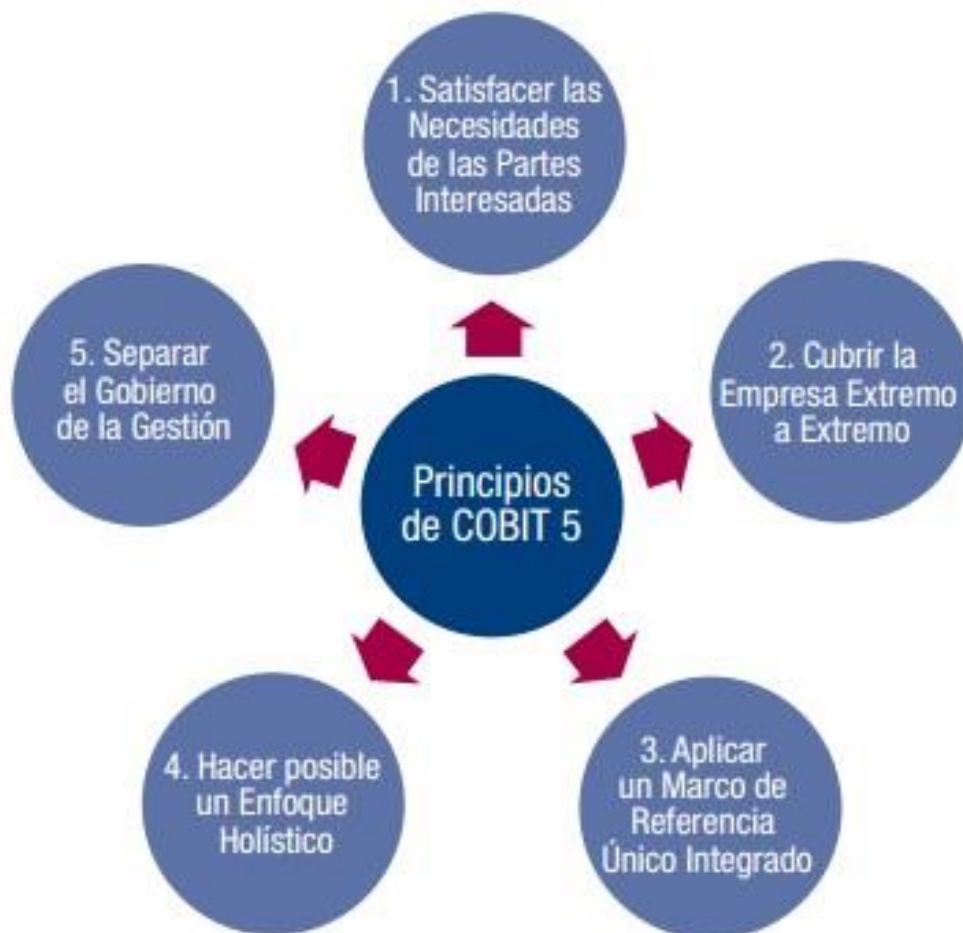 1. Satisfacer las
Necesidades
de las Partes
Interesadas
2. Cubrir la
Empresa Extremo
a Extremo
3. Aplicar
un Marco de
Referencia
Único Integrado
4. Hacer posible
un Enfoque
Holístico
5. Separar
el Gobierno
de la Gestión
Principios
de COBIT 5